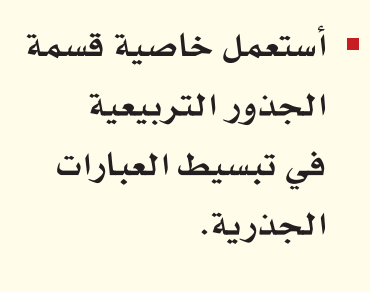 أستعمل خاصية قسمة
الجذور التربيعية
في تبسيط العبارات
الجذرية.